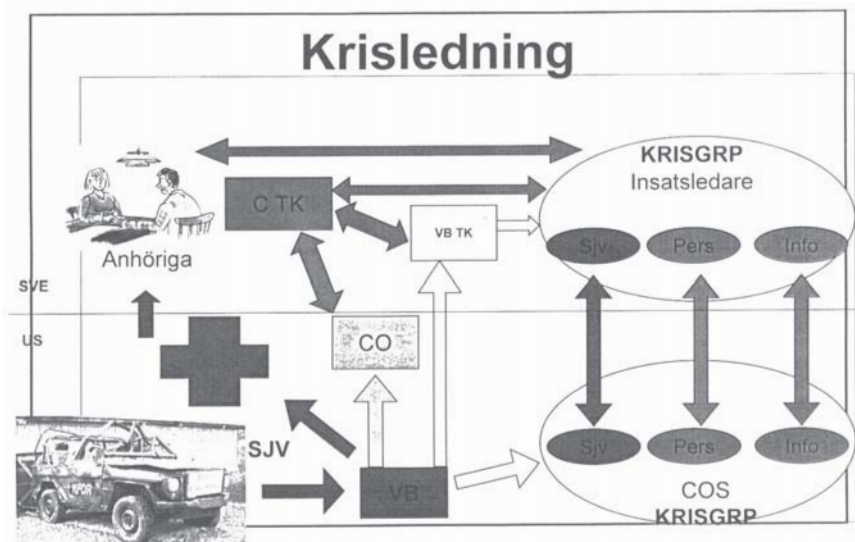 Krisledning
KRISGRP
Insatsledare
C TK
VB TK
Sjv
Pers
Info
Anhöriga
SVE
US
CO
SJV
KFOR
VB
Sjv
Pers
Info
COS
KRISGRP